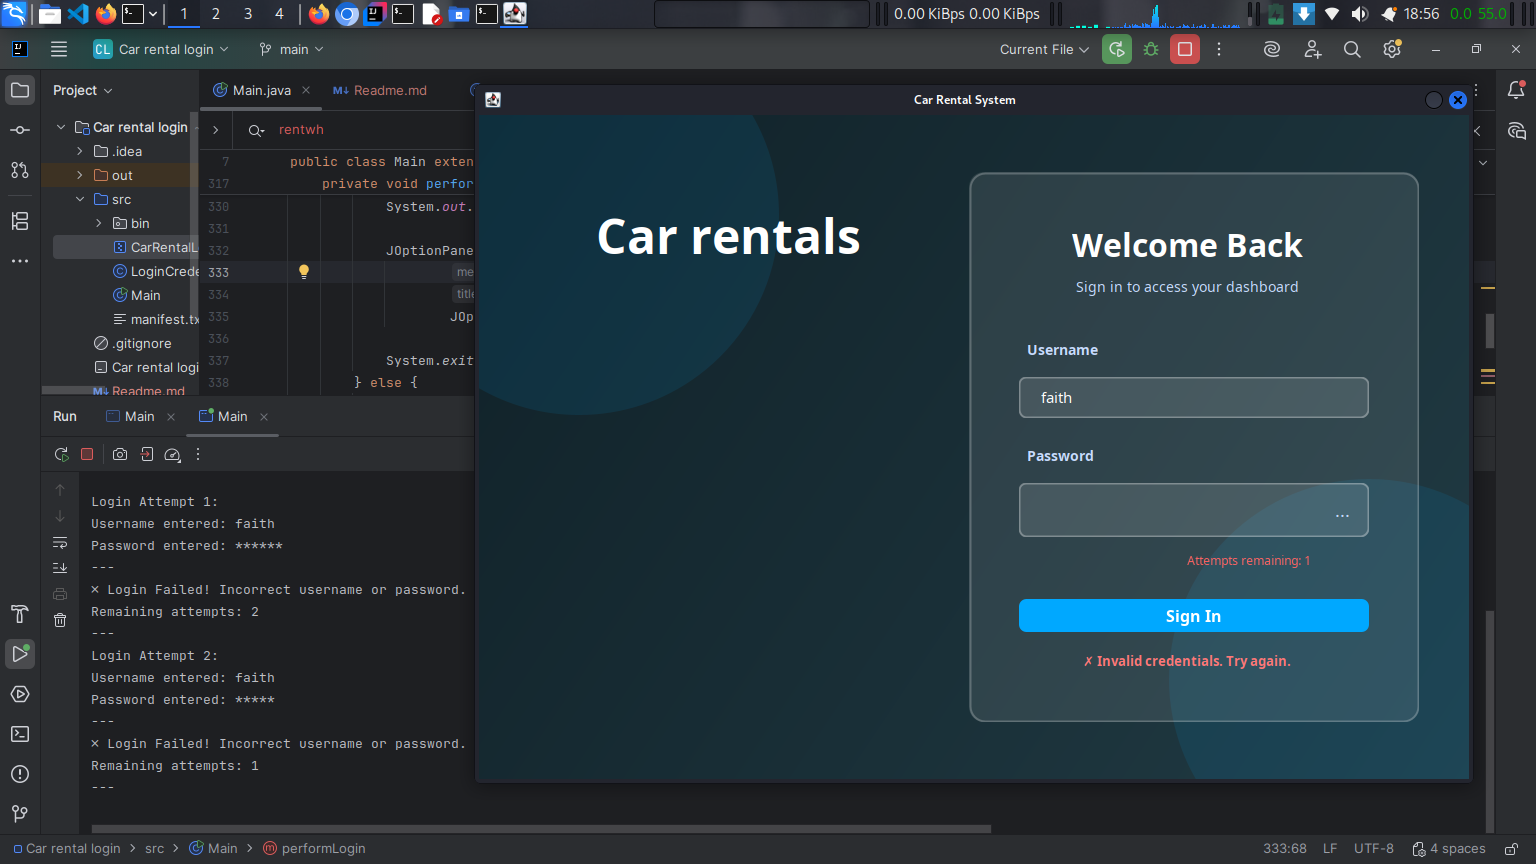 1 2 3 4
0.00 KiBps 0.00 KiBps
18:56 0.0 55.0
CL Car rental login
main
Current File
Project
Main.java
Readme.md
Car rental login
.idea
out
src
bin
CarRentalL
LoginCrede
Main
manifest.tx
.gitignore
Car rental logi
Readme.md
rentwh
7 public class Main exten
317 private void perfor
330 System.out.
331
332 JOptionPane
333 me
334 title
335 JOp
336
337 System.exit
338 } else {
Run
Main
Main
Login Attempt 1:
Username entered: faith
Password entered: ******
---
✗ Login Failed! Incorrect username or password.
Remaining attempts: 2
---
Login Attempt 2:
Username entered: faith
Password entered: *****
---
✗ Login Failed! Incorrect username or password.
Remaining attempts: 1
---
Car Rental System
Car rentals
Welcome Back
Sign in to access your dashboard
Username
faith
Password
...
Attempts remaining: 1
Sign In
✗ Invalid credentials. Try again.
Car rental login > src > Main > performLogin
333:68 LF UTF-8 4 spaces